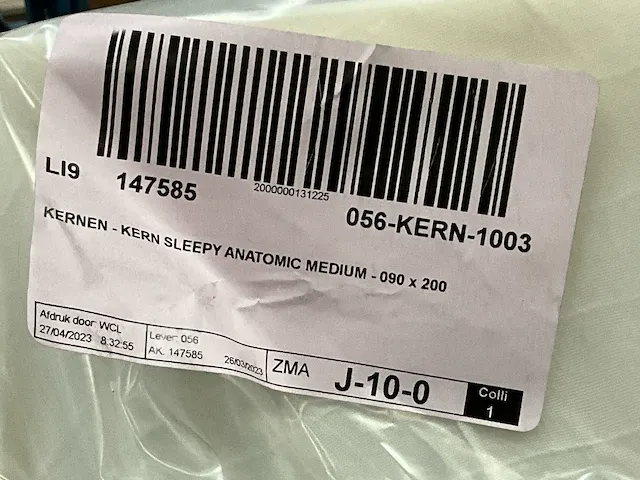 LI9 147585 2000000131225 056-KERN-1003
KERNEN - KERN SLEEPY ANATOMIC MEDIUM - 090 x 200
Afdruk door: WCL
27/04/2023 8:32:55
Lever: 056
AK. 147585 26/03/2023
ZMA J-10-0
Colli
1